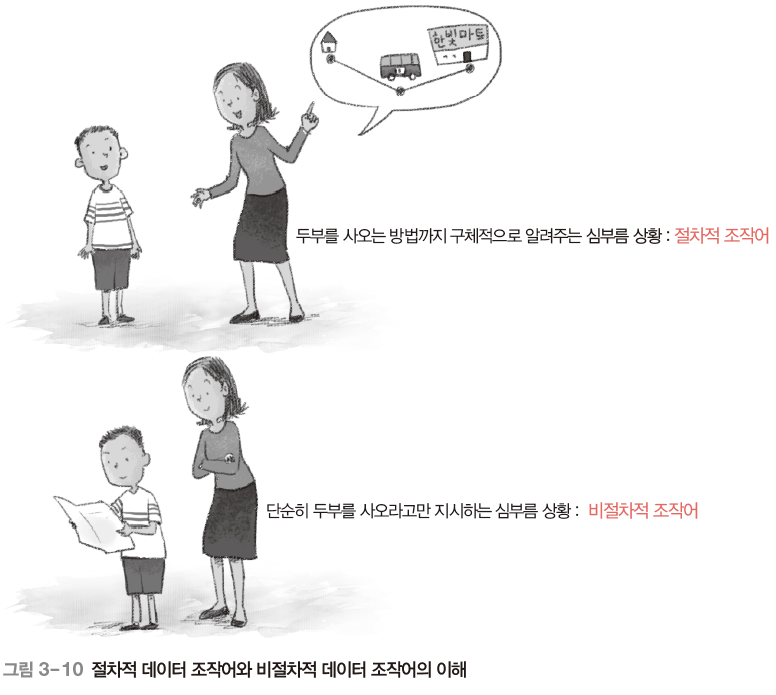 한빛마트
두부를 사오는 방법까지 구체적으로 알려주는 심부름 상황 : 절차적 조작어
단순히 두부를 사오라고만 지시하는 심부름 상황 : 비절차적 조작어
그림 3-10 절차적 데이터 조작어와 비절차적 데이터 조작어의 이해